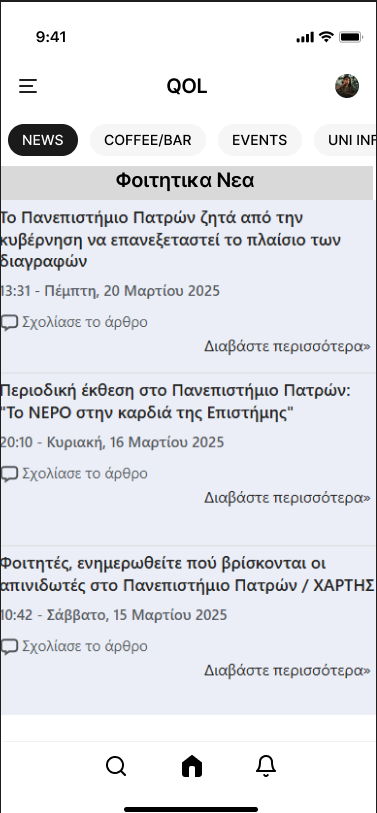 9:41
QOL
NEWS COFFEE/BAR EVENTS UNI INF
Φοιτητικα Νεα
Το Πανεπιστήμιο Πατρών ζητά από την
κυβέρνηση να επανεξεταστεί το πλαίσιο των
διαγραφών
13:31 - Πέμπτη, 20 Μαρτίου 2025
Σχολίασε το άρθρο
Διαβάστε περισσότερα»
Περιοδική έκθεση στο Πανεπιστήμιο Πατρών:
"Το ΝΕΡΟ στην καρδιά της Επιστήμης"
20:10 - Κυριακή, 16 Μαρτίου 2025
Σχολίασε το άρθρο
Διαβάστε περισσότερα»
Φοιτητές, ενημερωθείτε πού βρίσκονται οι
απινιδωτές στο Πανεπιστήμιο Πατρών / ΧΑΡΤΗΣ
10:42 - Σάββατο, 15 Μαρτίου 2025
Σχολίασε το άρθρο
Διαβάστε περισσότερα»